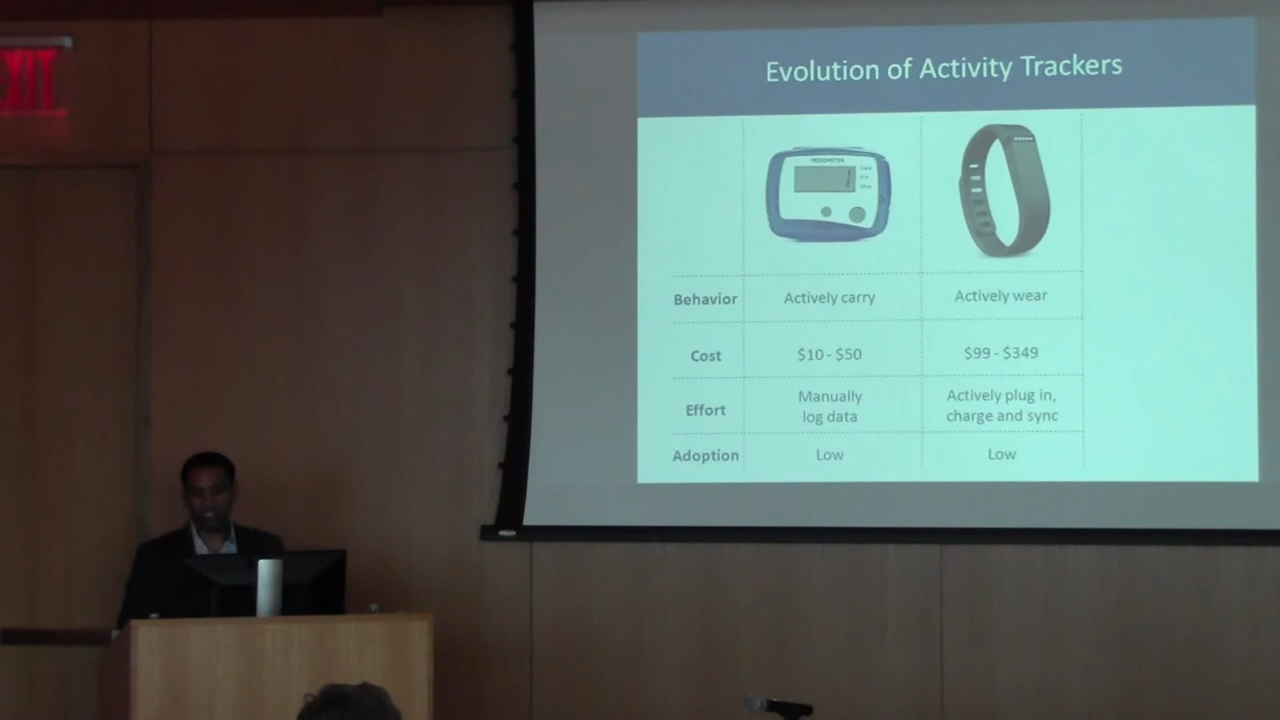 EXIT
Evolution of Activity Trackers
PEDOMETER
1
Behavior Actively carry Actively wear
Cost $10 - $50 $99 - $349
Effort Manually log data Actively plug in, charge and sync
Adoption Low Low